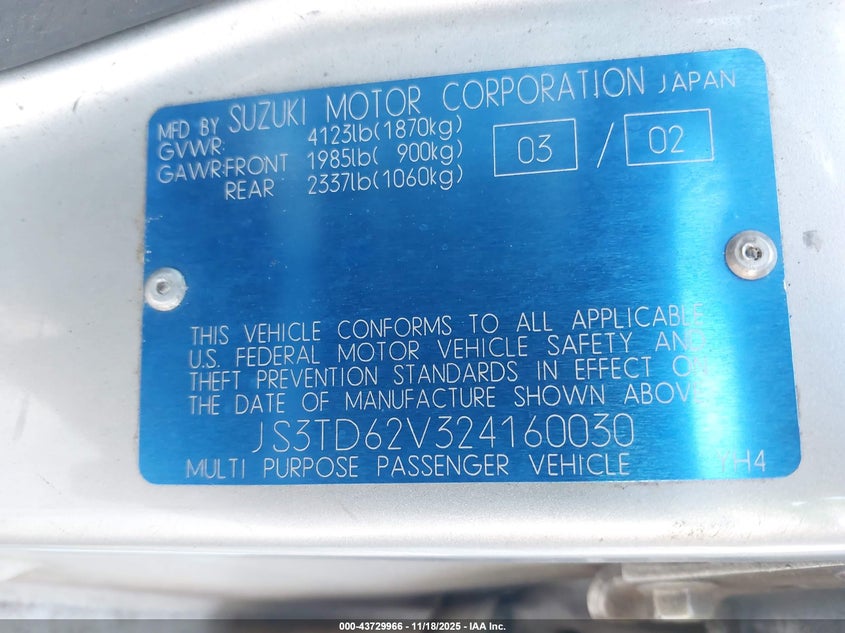 MFD BY SUZUKI MOTOR CORPORATION JAPAN
GVWR: 4123lb(1870kg)
GAWR:FRONT 1985lb( 900kg)
REAR 2337lb(1060kg)
03 / 02
THIS VEHICLE CONFORMS TO ALL APPLICABLE
U.S. FEDERAL MOTOR VEHICLE SAFETY AND
THEFT PREVENTION STANDARDS IN EFFECT ON
THE DATE OF MANUFACTURE SHOWN ABOVE.
JS3TD62V324160030
MULTI PURPOSE PASSENGER VEHICLE YH4
000-43729966 - 11/18/2025 - IAA Inc.